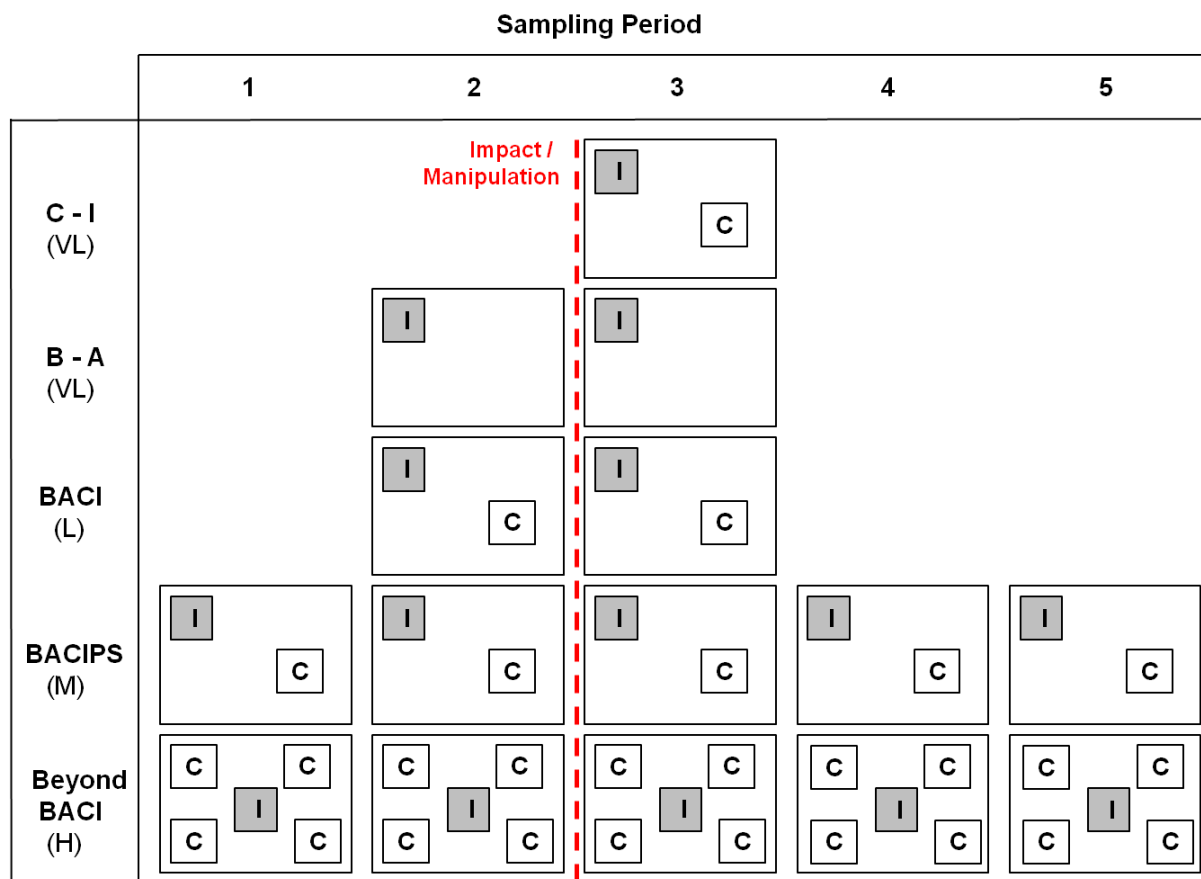 Sampling Period
1 2 3 4 5
Impact /
Manipulation
C - I
(VL)
I
C
B - A
(VL)
I I
BACI
(L)
I I
C C
BACIPS
(M)
I I I I I
C C C C C
Beyond
BACI
(H)
C C C C C C C C C C
I I I I I
C C C C C C C C C C